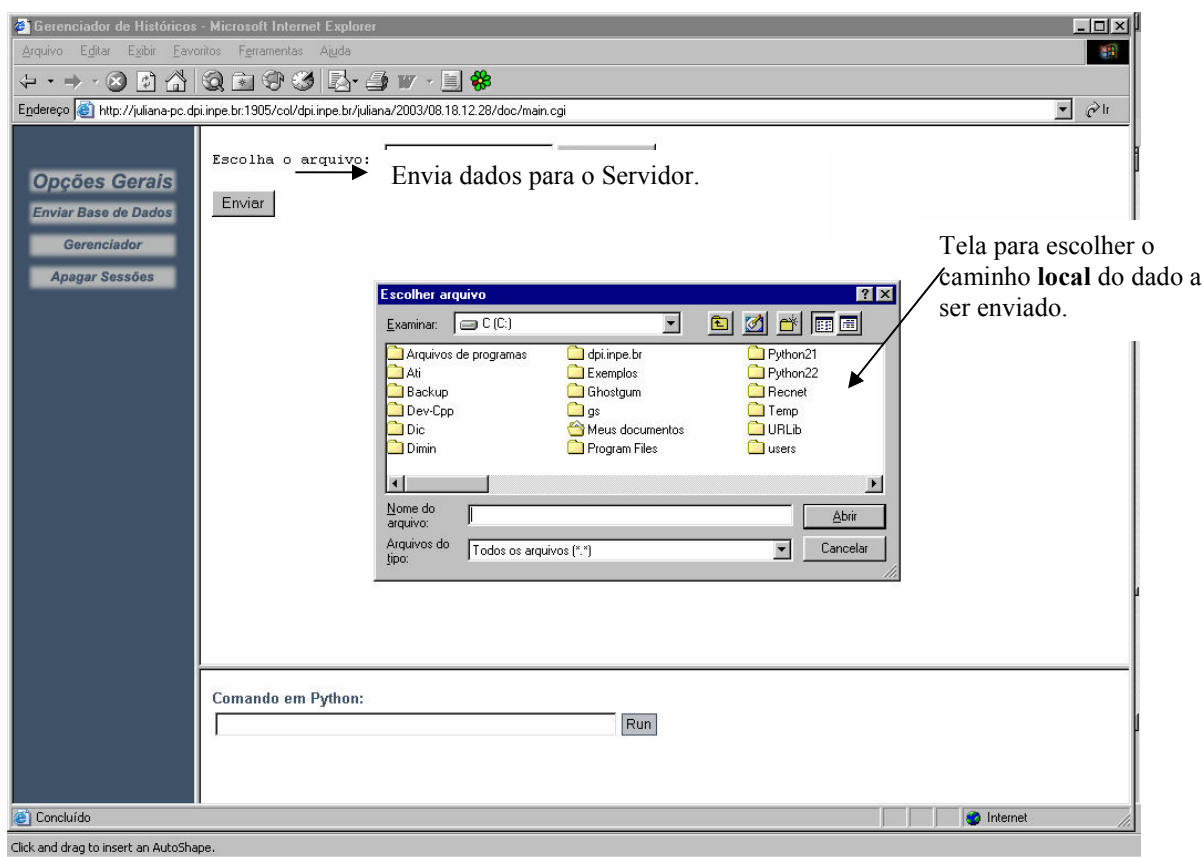 Gerenciador de Históricos - Microsoft Internet Explorer
Arquivo Editar Exibir Favoritos Ferramentas Ajuda
Endereço http://juliana-pc.dpi.inpe.br:1905/col/dpi.inpe.br/juliana/2003/08.18.12.28/doc/main.cgi Ir
Opções Gerais
Enviar Base de Dados
Gerenciador
Apagar Sessões
Escolha o arquivo:
Envia dados para o Servidor.
Enviar
Tela para escolher o
caminho local do dado a
ser enviado.
Escolher arquivo
Examinar: C (C:)
Arquivos de programas dpi.inpe.br Python21
Ati Exemplos Python22
Backup Ghostgum Recnet
Dev-Cpp gs Temp
Dic Meus documentos URLib
Dimin Program Files users
Nome do
arquivo:
Abrir
Arquivos do
tipo:
Todos os arquivos (*.*) Cancelar
Comando em Python:
Run
Concluído Internet
Click and drag to insert an AutoShape.